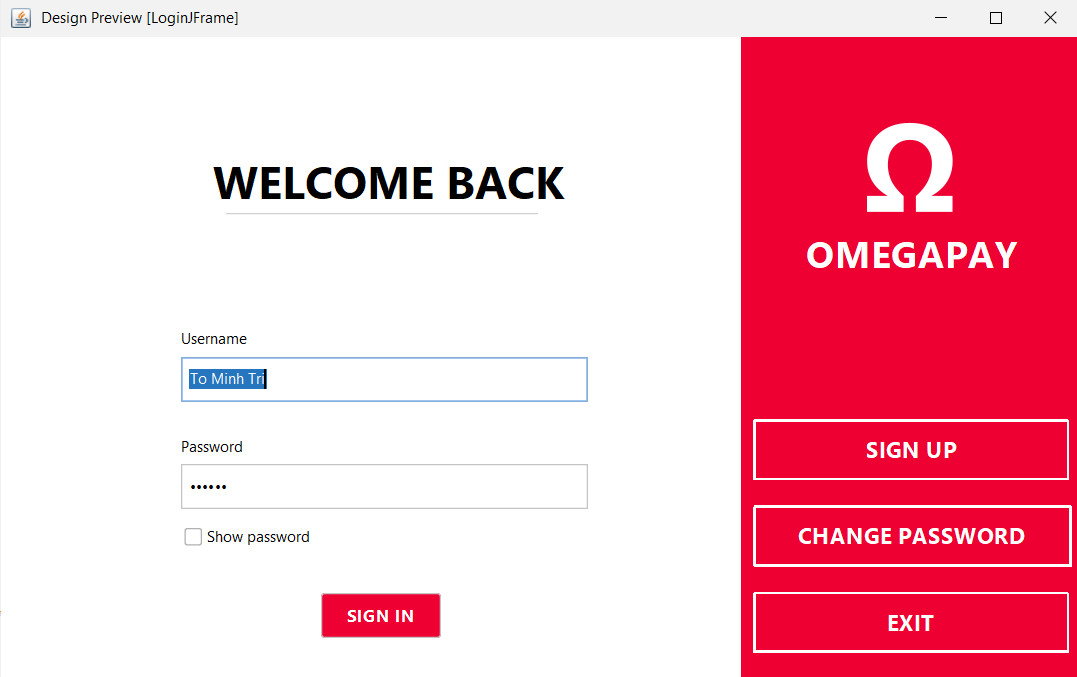 Design Preview [LoginJFrame]
WELCOME BACK
Username
To Minh Tri
Password
••••••
Show password
SIGN IN
Ω
OMEGAPAY
SIGN UP
CHANGE PASSWORD
EXIT